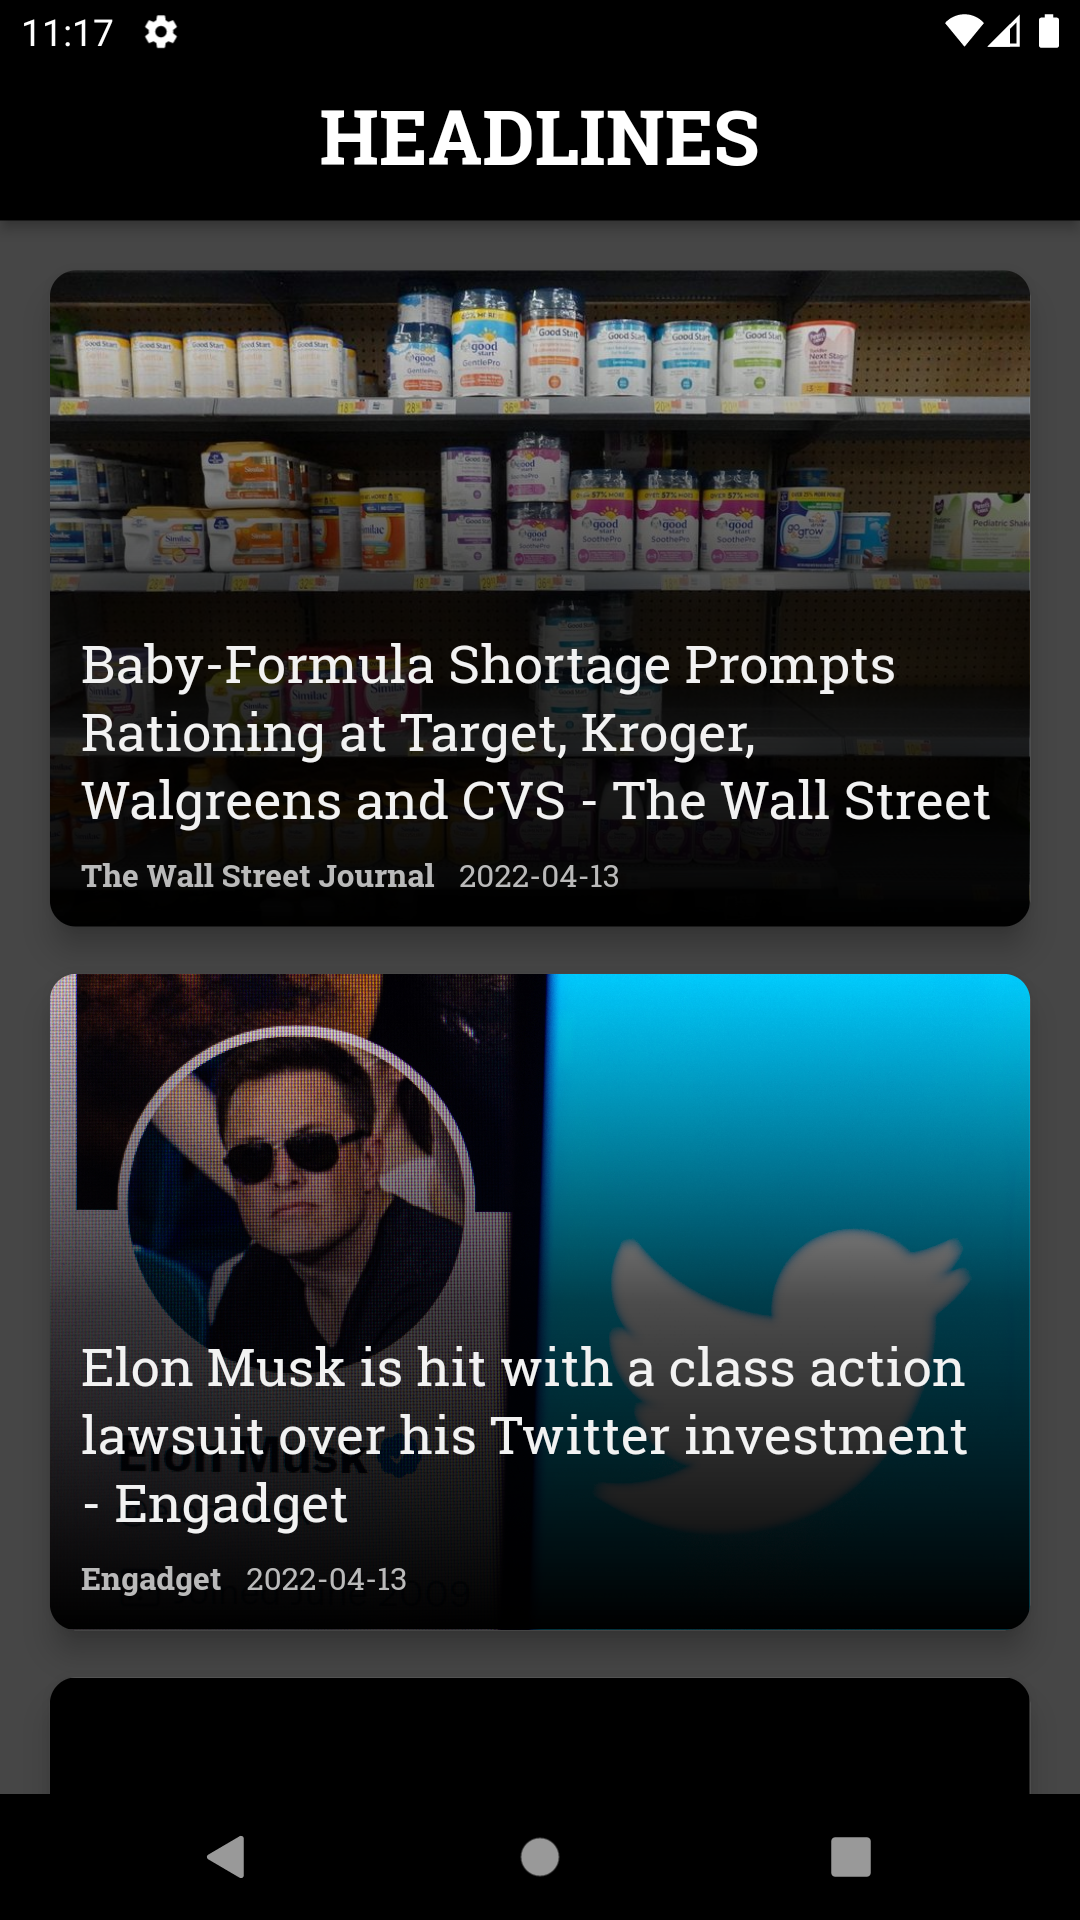 11:17
HEADLINES
Baby-Formula Shortage Prompts
Rationing at Target, Kroger,
Walgreens and CVS - The Wall Street
The Wall Street Journal 2022-04-13
Elon Musk is hit with a class action
lawsuit over his Twitter investment
- Engadget
Engadget 2022-04-13